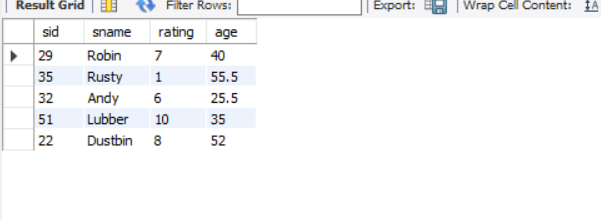 Result Grid Filter Rows: Export: Wrap Cell Content: IA
sid sname rating age
29 Robin 7 40
35 Rusty 1 55.5
32 Andy 6 25.5
51 Lubber 10 35
22 Dustbin 8 52